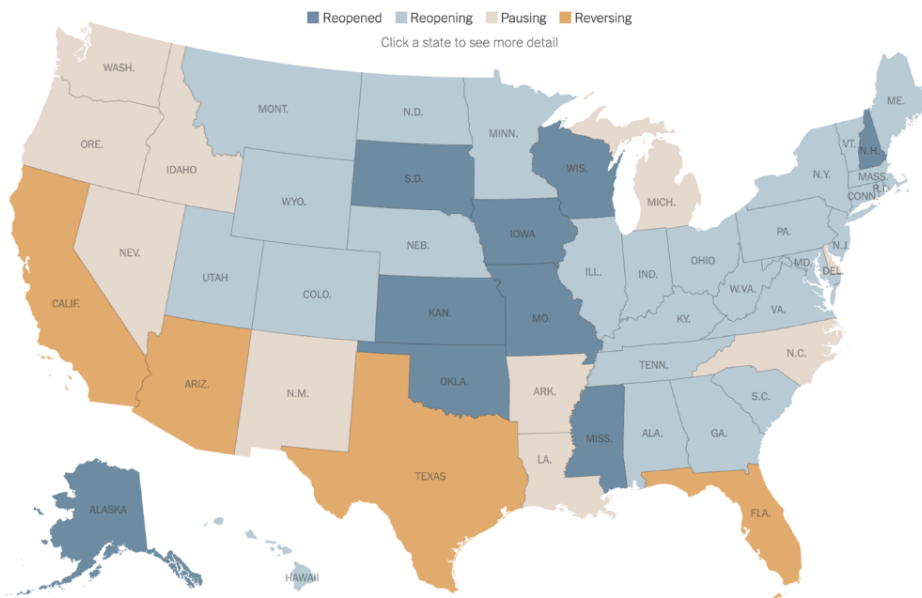 Reopened Reopening Pausing Reversing
Click a state to see more detail
WASH.
MONT.
N.D.
MINN.
ME.
ORE.
IDAHO
S.D.
WIS.
VT.
N.H.
WYO.
MICH.
N.Y.
MASS.
R.I.
CONN.
NEV.
UTAH
COLO.
NEB.
IOWA
ILL.
IND.
OHIO
PA.
N.J.
MD.
DEL.
W.VA.
VA.
CALIF.
KAN.
MO.
KY.
ARIZ.
N.M.
OKLA.
ARK.
TENN.
N.C.
S.C.
TEXAS
LA.
MISS.
ALA.
GA.
FLA.
ALASKA
HAWAII